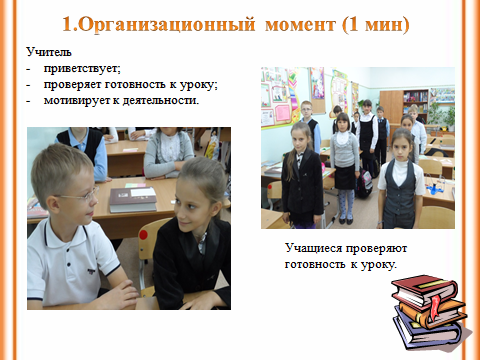 1.Организационный момент (1 мин)
Учитель
- приветствует;
- проверяет готовность к уроку;
- мотивирует к деятельности.
Учащиеся проверяют
готовность к уроку.